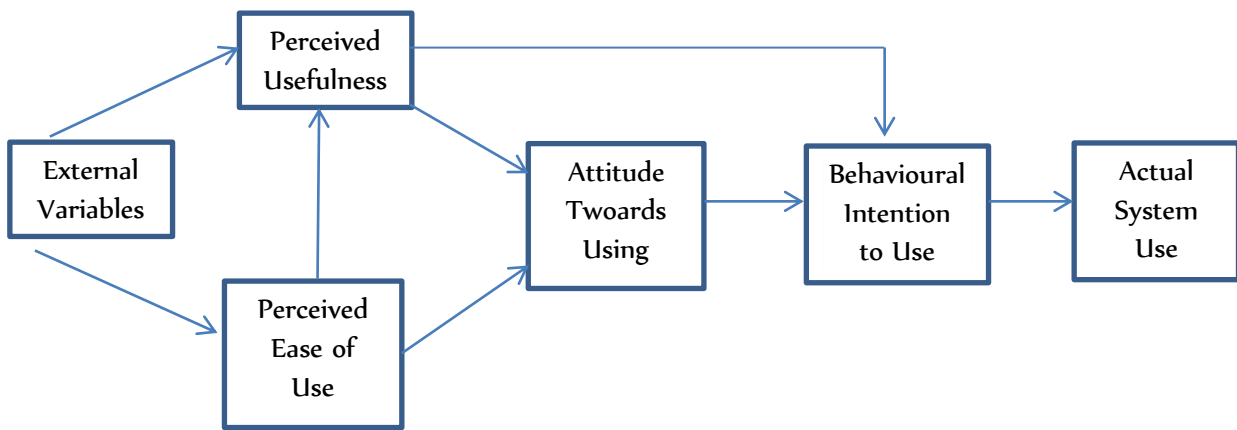 Perceived
Usefulness
External
Variables
Perceived
Ease of
Use
Attitude
Twoards
Using
Behavioural
Intention
to Use
Actual
System
Use